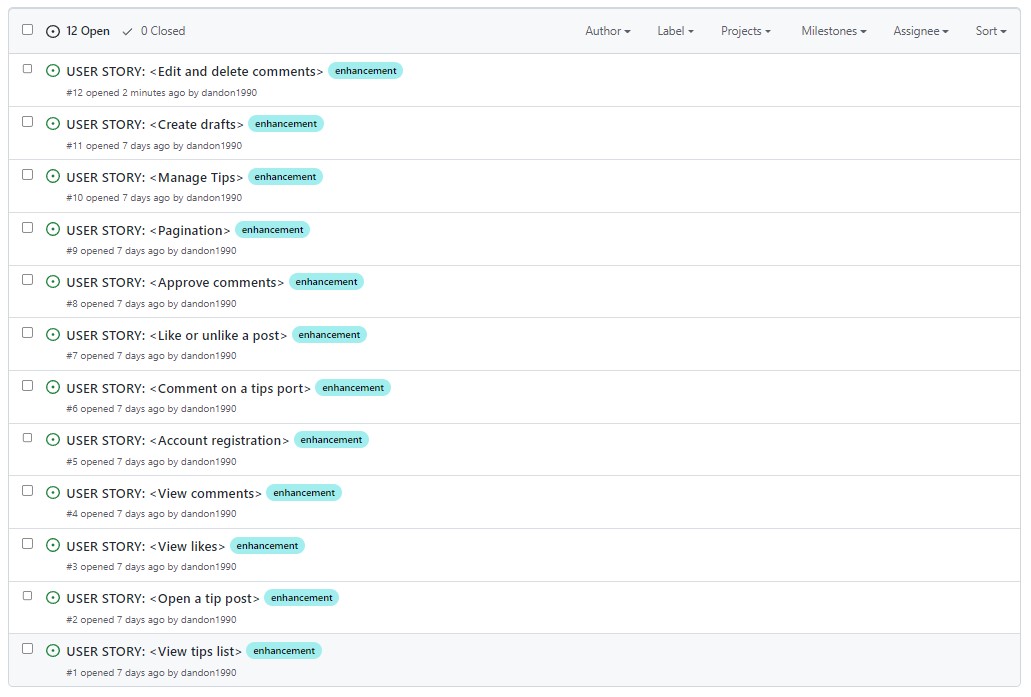 12 Open 0 Closed Author Label Projects Milestones Assignee Sort
USER STORY: <Edit and delete comments> enhancement
#12 opened 2 minutes ago by dandon1990
USER STORY: <Create drafts> enhancement
#11 opened 7 days ago by dandon1990
USER STORY: <Manage Tips> enhancement
#10 opened 7 days ago by dandon1990
USER STORY: <Pagination> enhancement
#9 opened 7 days ago by dandon1990
USER STORY: <Approve comments> enhancement
#8 opened 7 days ago by dandon1990
USER STORY: <Like or unlike a post> enhancement
#7 opened 7 days ago by dandon1990
USER STORY: <Comment on a tips port> enhancement
#6 opened 7 days ago by dandon1990
USER STORY: <Account registration> enhancement
#5 opened 7 days ago by dandon1990
USER STORY: <View comments> enhancement
#4 opened 7 days ago by dandon1990
USER STORY: <View likes> enhancement
#3 opened 7 days ago by dandon1990
USER STORY: <Open a tip post> enhancement
#2 opened 7 days ago by dandon1990
USER STORY: <View tips list> enhancement
#1 opened 7 days ago by dandon1990